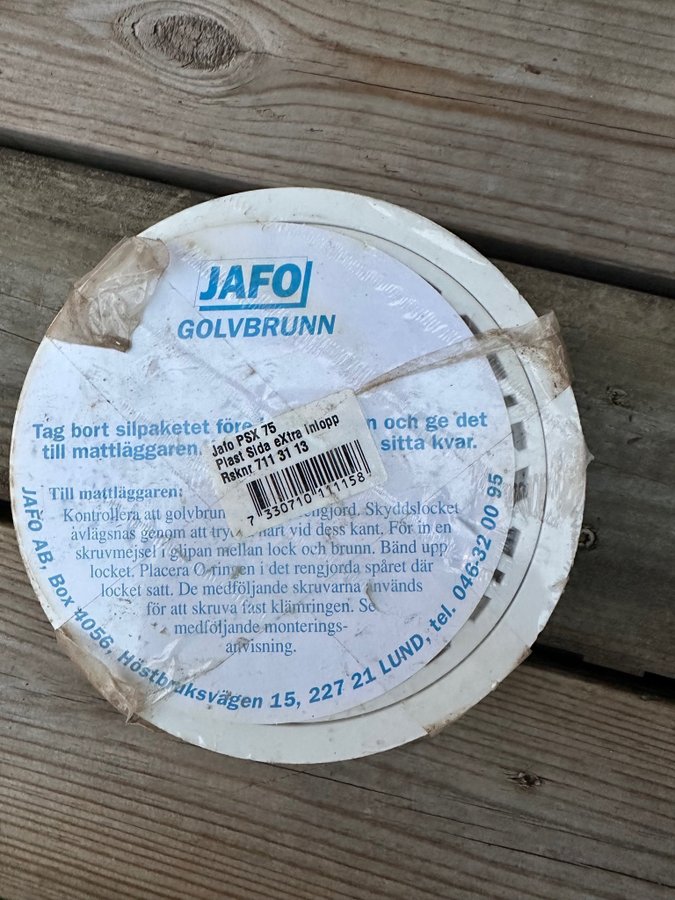 JAFO
GOLVBRUNN
Tag bort silpaketet före n och ge det
till mattläggaren. sitta kvar.
Jafo PSX 75
Plast Sida eXtra Inlopp
Rsknr 711 31 13
7 330710 111158
Till mattläggaren:
Kontrollera att golvbrun engjord. Skyddslocket
avlägsnas genom att hårt vid dess kant. För in en
skruvmejsel i glipan mellan lock och brunn. Bänd upp
locket. Placera O-ringen i det rengjorda spåret där
locket satt. De medföljande skruvarna används
för att skruva fast klämringen. Se
medföljande monterings-
anvisning.
JAFO AB, Box 4056, Höstbruksvägen 15, 227 21 LUND, tel. 046-32 00 95